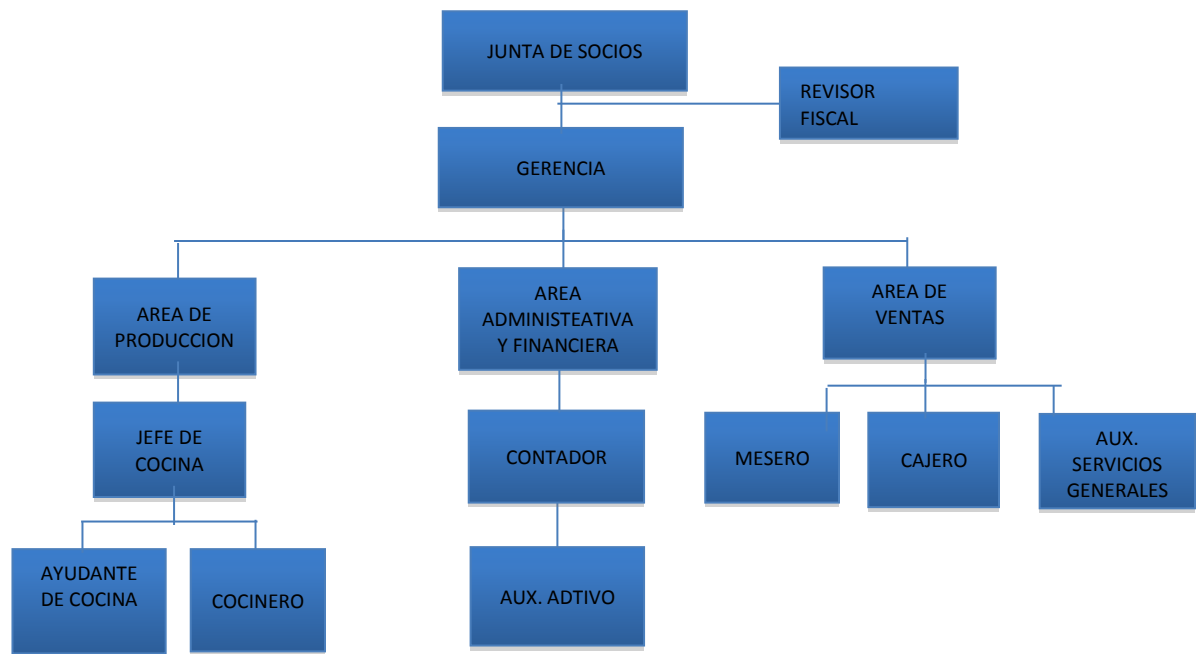 JUNTA DE SOCIOS
REVISOR
FISCAL
GERENCIA
AREA DE
PRODUCCION
AREA
ADMINISTEATIVA
Y FINANCIERA
AREA DE
VENTAS
JEFE DE
COCINA
CONTADOR
MESERO
CAJERO
AUX.
SERVICIOS
GENERALES
AYUDANTE
DE COCINA
COCINERO
AUX. ADTIVO